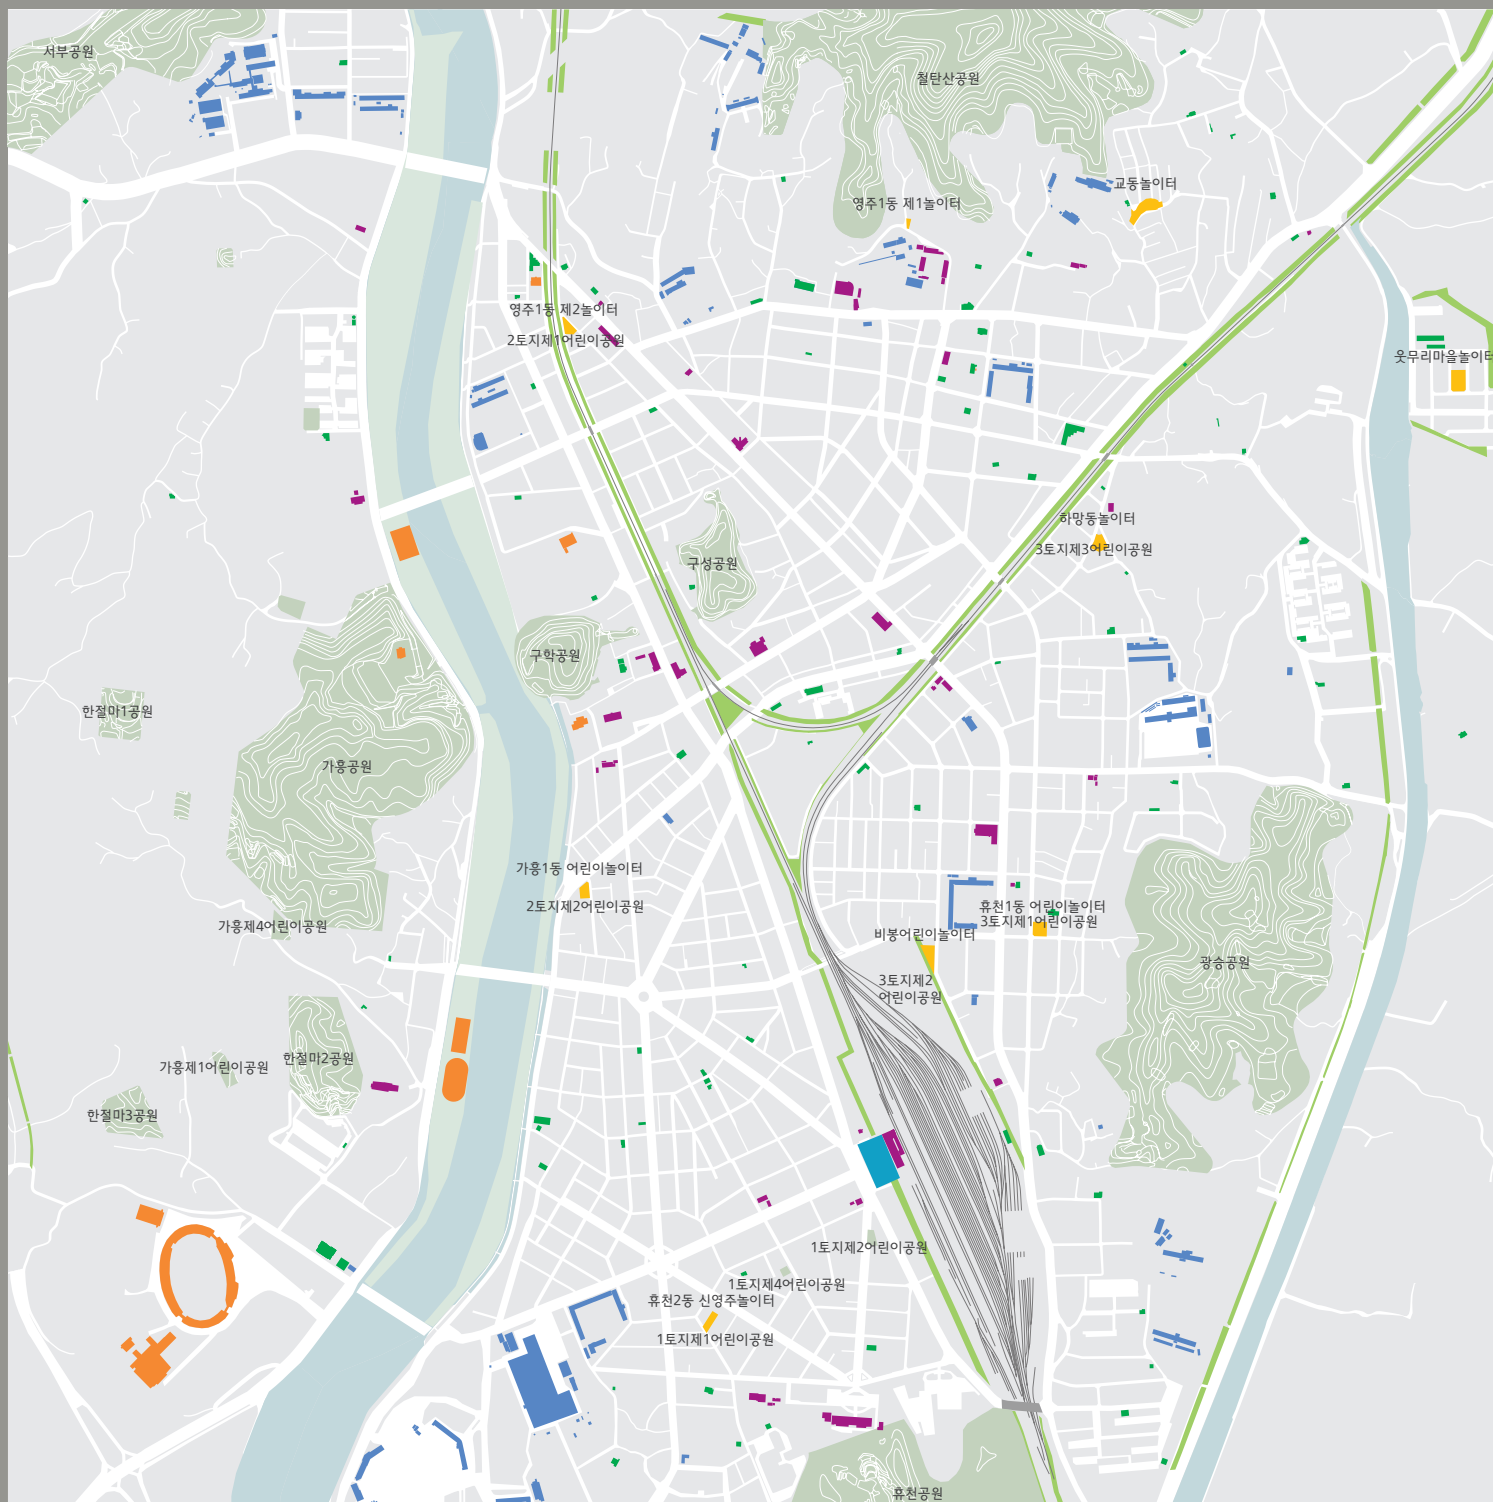 서부공원
철탄산공원
교동놀이터
영주1동 제1놀이터
영주1동 제2놀이터
2토지제1어린이공원
웃무리마을놀이터
하망동놀이터
3토지제3어린이공원
구성공원
구학공원
한절마1공원
가흥공원
가흥1동 어린이놀이터
2토지제2어린이공원
휴천1동 어린이놀이터
3토지제1어린이공원
가흥제4어린이공원
비봉어린이놀이터
광승공원
3토지제2
어린이공원
한절마2공원
가흥제1어린이공원
한절마3공원
1토지제2어린이공원
1토지제4어린이공원
휴천2동 신영주놀이터
1토지제1어린이공원
휴천공원